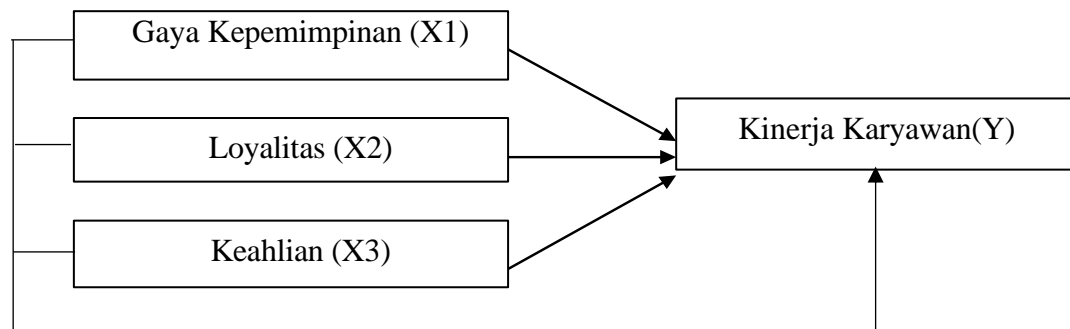 Gaya Kepemimpinan (X1)
Loyalitas (X2)
Kinerja Karyawan(Y)
Keahlian (X3)